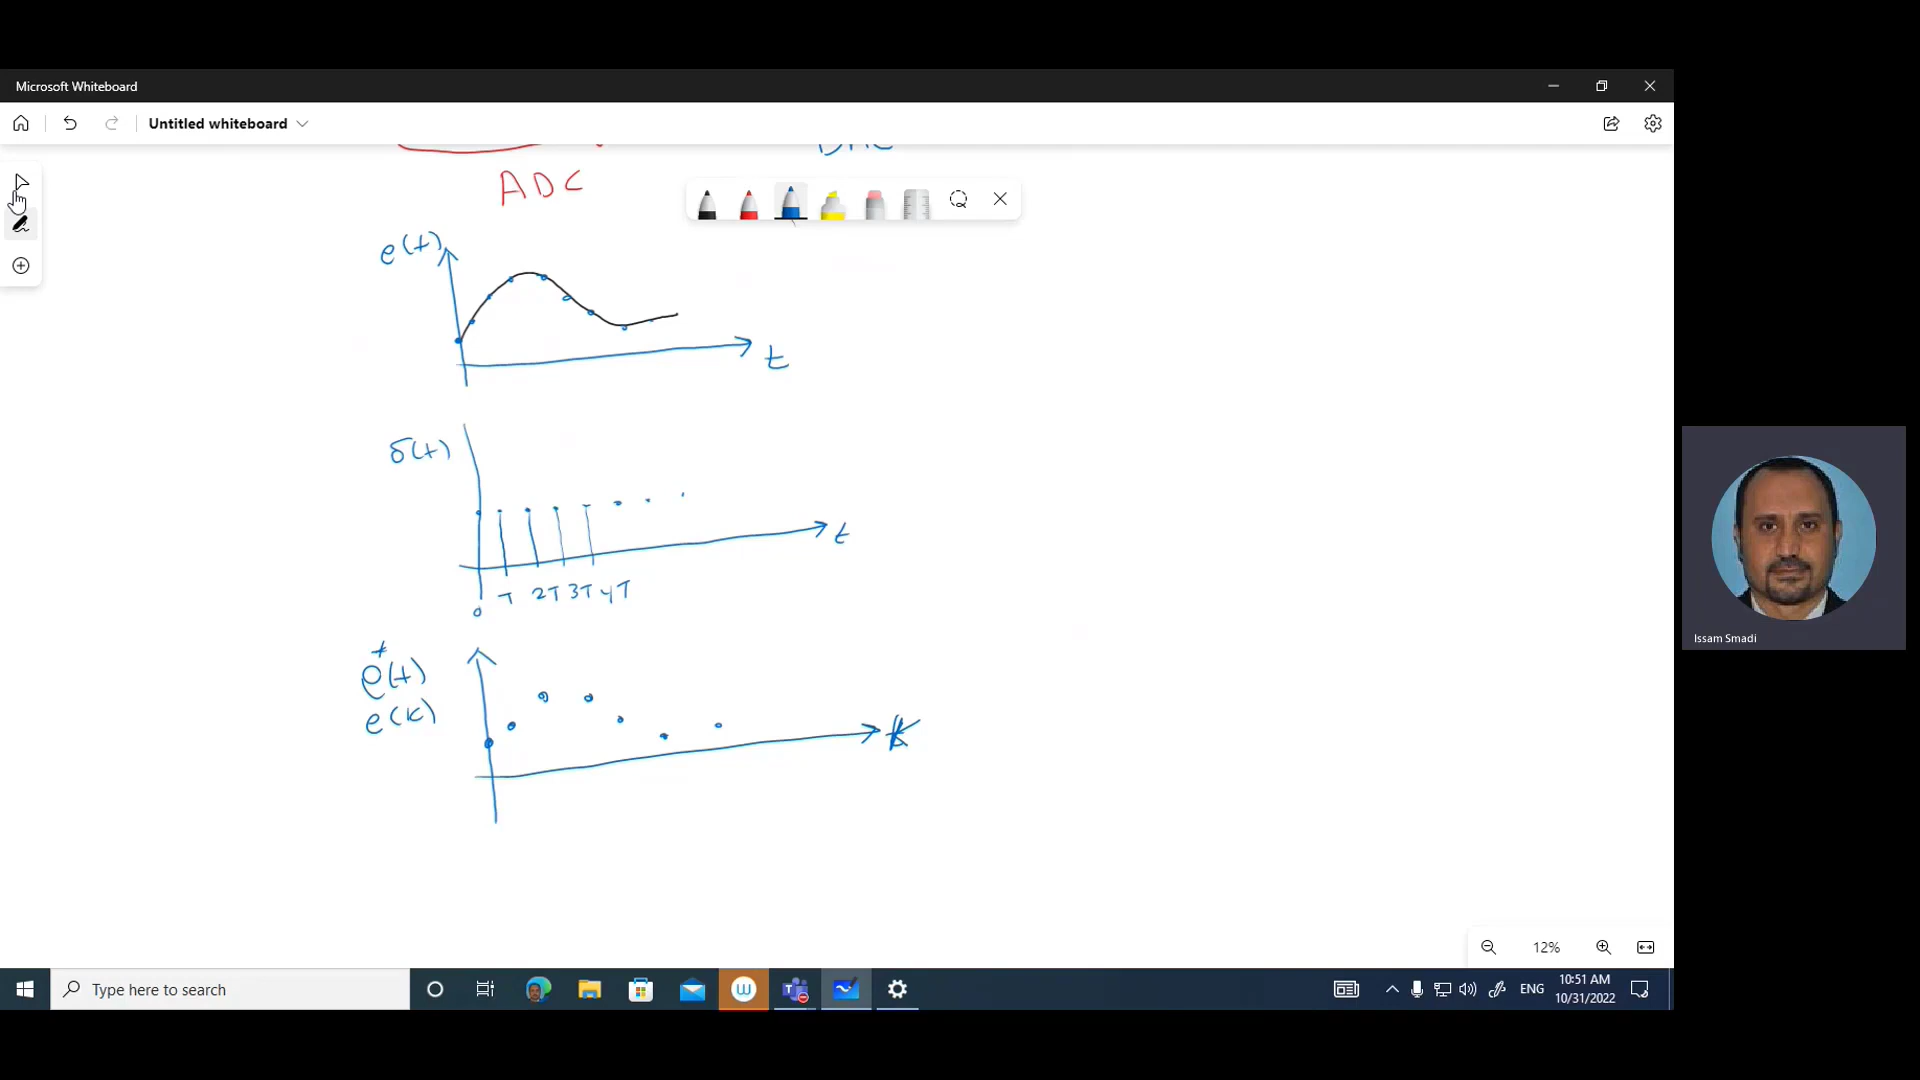 Microsoft Whiteboard
Untitled whiteboard
ADC
e(t)
t
δ(t)
t
0 T 2T 3T 4T
e*(t)
e(k)
k
Issam Smadi
12%
Type here to search
ENG
10:51 AM
10/31/2022